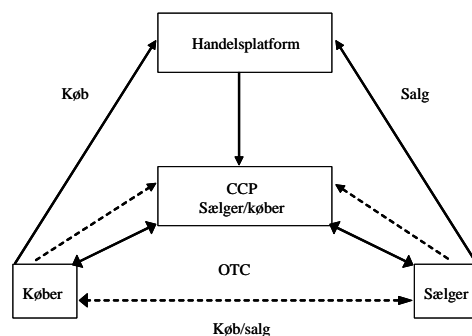 Handelsplatform
Køb
Salg
CCP
Sælger/køber
OTC
Køber
Sælger
Køb/salg